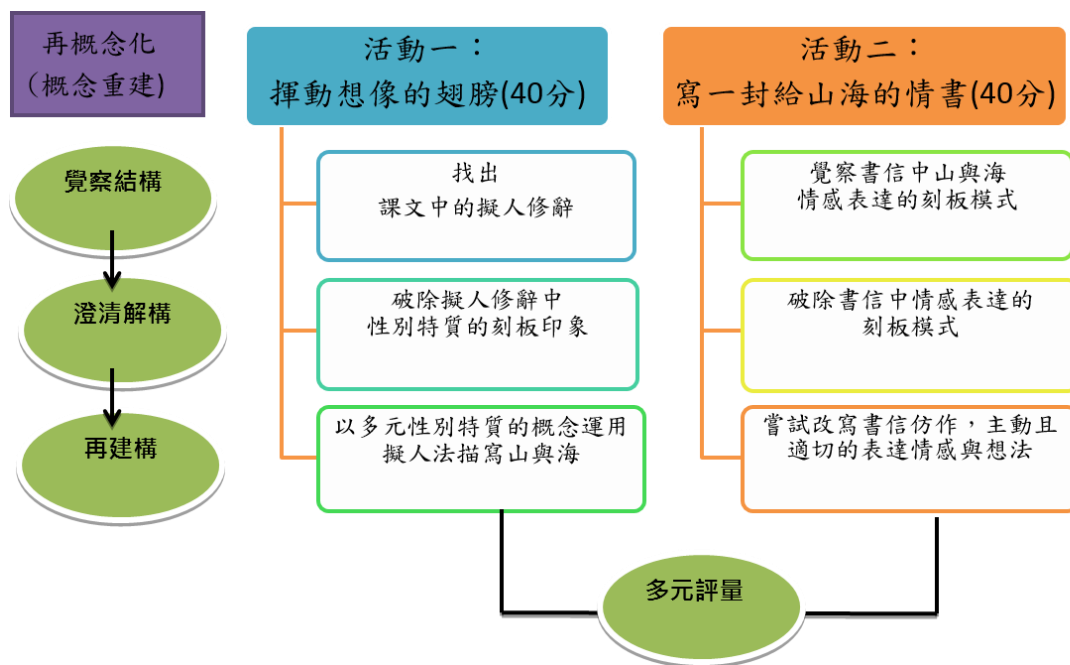 再概念化
（概念重建）
覺察結構
澄清解構
再建構
活動一：
揮動想像的翅膀(40分)
找出
課文中的擬人修辭
破除擬人修辭中
性別特質的刻板印象
以多元性別特質的概念運用
擬人法描寫山與海
活動二：
寫一封給山海的情書(40分)
覺察書信中山與海
情感表達的刻板模式
破除書信中情感表達的
刻板模式
嘗試改寫書信仿作，主動且
適切的表達情感與想法
多元評量